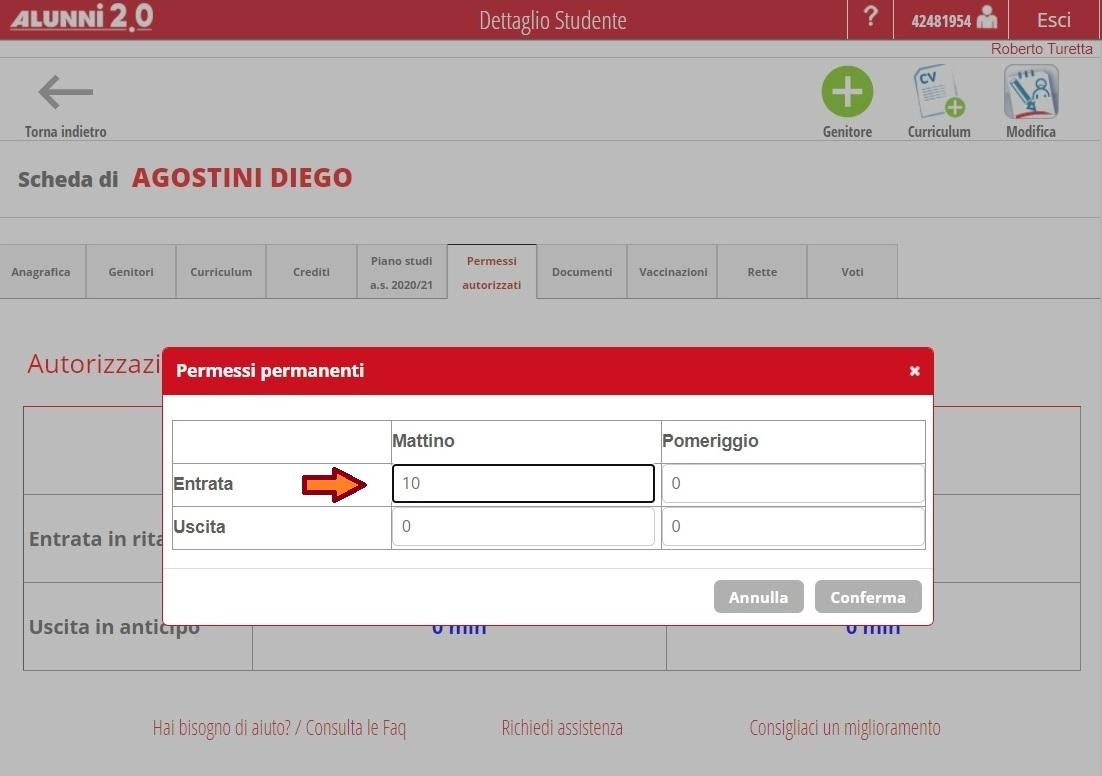 ALUNNi 2.0
Dettaglio Studente
?
42481954
Esci
Roberto Turetta
Torna indietro
Genitore
CV
Curriculum
Modifica
Scheda di AGOSTINI DIEGO
Anagrafica
Genitori
Curriculum
Crediti
Piano studi
a.s. 2020/21
Permessi
autorizzati
Documenti
Vaccinazioni
Rette
Voti
Autorizzazi
Permessi permanenti
Mattino
Pomeriggio
Entrata
10
0
Uscita
0
0
Entrata in rita
Annulla
Conferma
Uscita in anticipo
0 min
0 min
Hai bisogno di aiuto? / Consulta le Faq
Richiedi assistenza
Consigliaci un miglioramento